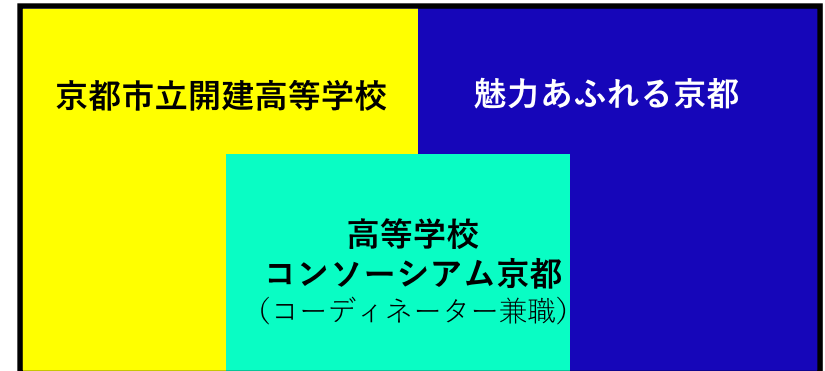 京都市立開建高等学校
魅力あふれる京都
高等学校
コンソーシアム京都
（コーディネーター兼職）